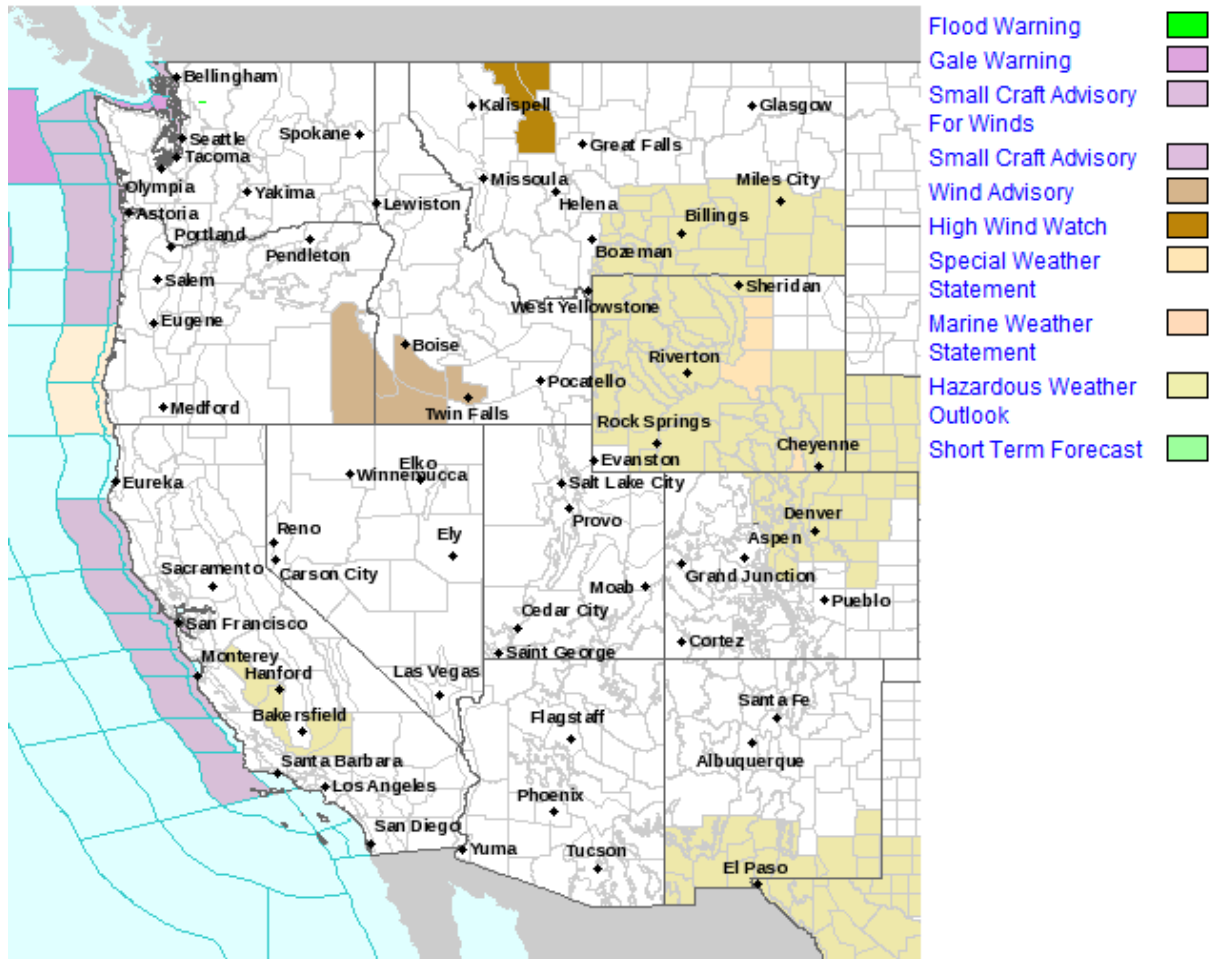 Flood Warning
Gale Warning
Small Craft Advisory
For Winds
Small Craft Advisory
Wind Advisory
High Wind Watch
Special Weather
Statement
Marine Weather
Statement
Hazardous Weather
Outlook
Short Term Forecast
Bellingham
Kalispell
Glasgow
Seattle
Spokane
Great Falls
Tacoma
Olympia
Yakima
Missoula
Miles City
Lewiston
Helena
Astoria
Billings
Portland
Pendleton
Bozeman
Salem
Sheridan
West Yellowstone
Eugene
Boise
Riverton
Pocatello
Medford
Twin Falls
Rock Springs
Cheyenne
Elko
Evanston
Winnemucca
Eureka
Salt Lake City
Provo
Denver
Reno
Ely
Aspen
Sacramento
Carson City
Grand Junction
Moab
Pueblo
Cedar City
San Francisco
Cortez
Saint George
Monterey
Hanford
Las Vegas
Santa Fe
Bakersfield
Flagstaff
Santa Barbara
Albuquerque
Los Angeles
Phoenix
San Diego
Yuma
Tucson
El Paso